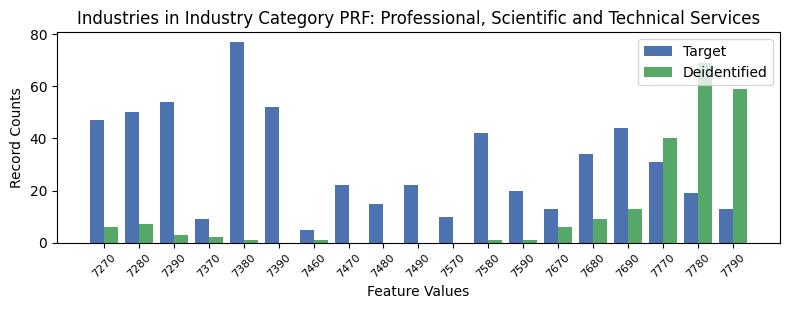 Industries in Industry Category PRF: Professional, Scientific and Technical Services
Record Counts
80
60
40
20
0
Target
Deidentified
7270 7280 7290 7370 7380 7390 7460 7470 7480 7490 7570 7580 7590 7670 7680 7690 7770 7780 7790
Feature Values